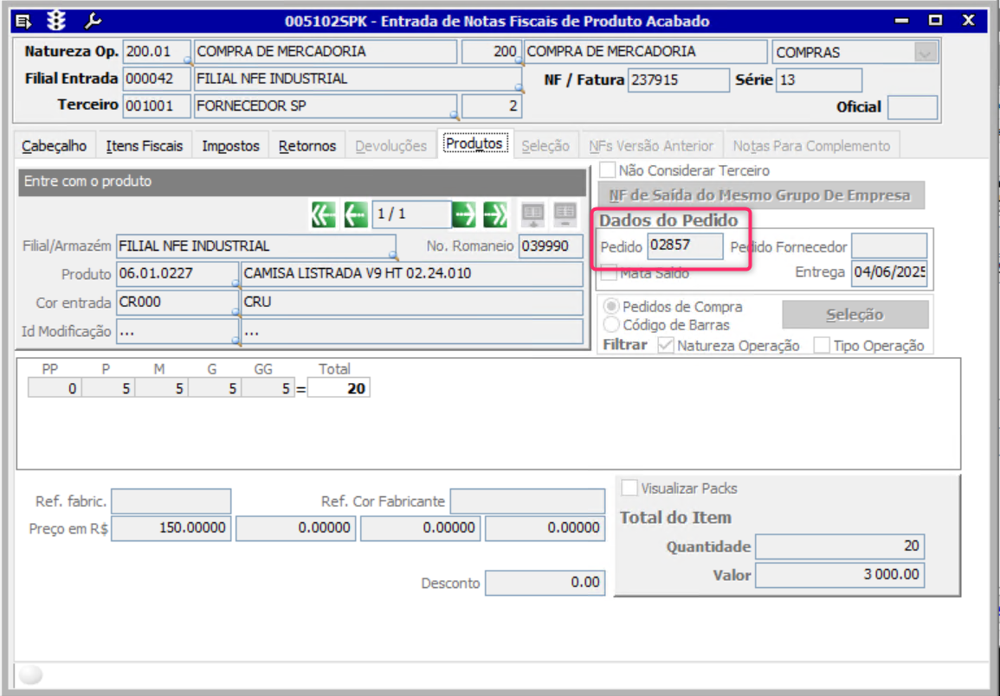 005102SPK - Entrada de Notas Fiscais de Produto Acabado
Natureza Op. 200.01 COMPRA DE MERCADORIA 200 COMPRA DE MERCADORIA COMPRAS
Filial Entrada 000042 FILIAL NFE INDUSTRIAL NF / Fatura 237915 Série 13
Terceiro 001001 FORNECEDOR SP 2 Oficial
Cabeçalho Itens Fiscais Impostos Retornos Devoluções Produtos Seleção NFs Versão Anterior Notas Para Complemento
Entre com o produto
1 / 1
Filial/Armazém FILIAL NFE INDUSTRIAL No. Romaneio 039990
Produto 06.01.0227 CAMISA LISTRADA V9 HT 02.24.010
Cor entrada CR000 CRU
Id Modificação ... ...
Não Considerar Terceiro
NF de Saída do Mesmo Grupo De Empresa
Dados do Pedido
Pedido 02857 Pedido Fornecedor
Mata Saldo Entrega 04/06/2025
Pedidos de Compra
Código de Barras
Seleção
Filtrar Natureza Operação Tipo Operação
PP P M G GG Total
0 5 5 5 5 = 20
Ref. fabric. Ref. Cor Fabricante
Preço em R$ 150.00000 0.00000 0.00000 0.00000
Desconto 0.00
Visualizar Packs
Total do Item
Quantidade 20
Valor 3 000.00